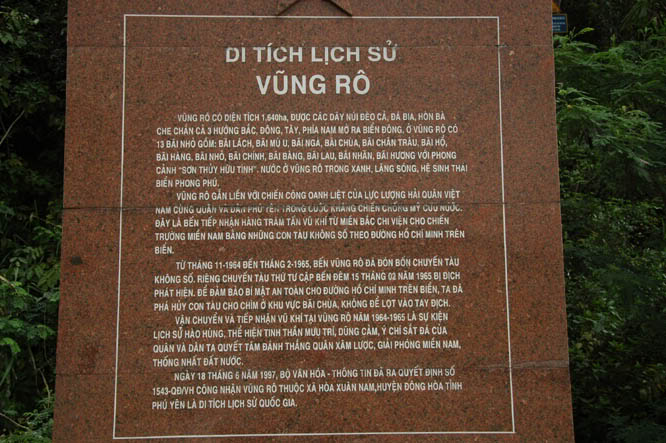 DI TÍCH LỊCH SỬ
VŨNG RÔ
VŨNG RÔ CÓ DIỆN TÍCH 1.640ha, ĐƯỢC CÁC DÃY NÚI ĐÈO CẢ, ĐÁ BIA, HÒN BÀ
CHE CHẮN CẢ 3 HƯỚNG BẮC, ĐÔNG, TÂY, PHÍA NAM MỞ RA BIỂN ĐÔNG. Ở VŨNG RÔ CÓ
13 BÃI NHỎ GỒM: BÃI LÁCH, BÃI MÙ U, BÃI NGÀ, BÃI CHÙA, BÃI CHÂN TRÂU, BÃI HỒ,
BÃI HÀNG, BÃI NHỎ, BÃI CHÍNH, BÃI BÀNG, BÃI LAU, BÃI NHÃN, BÃI HƯƠNG VỚI PHONG
CẢNH "SƠN THỦY HỮU TÌNH". NƯỚC Ở VŨNG RÔ TRONG XANH, LẶNG SÓNG, HỆ SINH THÁI
BIỂN PHONG PHÚ.
VŨNG RÔ GẮN LIỀN VỚI CHIẾN CÔNG OANH LIỆT CỦA LỰC LƯỢNG HẢI QUÂN VIỆT
NAM CÙNG QUÂN VÀ DÂN PHÚ YÊN TRONG CUỘC KHÁNG CHIẾN CHỐNG MỸ CỨU NƯỚC.
ĐÂY LÀ BẾN TIẾP NHẬN HÀNG TRĂM TẤN VŨ KHÍ TỪ MIỀN BẮC CHI VIỆN CHO CHIẾN
TRƯỜNG MIỀN NAM BẰNG NHỮNG CON TÀU KHÔNG SỐ THEO ĐƯỜNG HỒ CHÍ MINH TRÊN
BIỂN.
TỪ THÁNG 11-1964 ĐẾN THÁNG 2-1965, BẾN VŨNG RÔ ĐÃ ĐÓN BỐN CHUYẾN TÀU
KHÔNG SỐ. RIÊNG CHUYẾN TÀU THỨ TƯ CẬP BẾN ĐÊM 15 THÁNG 02 NĂM 1965 BỊ ĐỊCH
PHÁT HIỆN. ĐỂ ĐẢM BẢO BÍ MẬT AN TOÀN CHO ĐƯỜNG HỒ CHÍ MINH TRÊN BIỂN, TA ĐÃ
PHÁ HỦY CON TÀU CHO CHÌM Ở KHU VỰC BÃI CHÙA, KHÔNG ĐỂ LỌT VÀO TAY ĐỊCH.
VẬN CHUYỂN VÀ TIẾP NHẬN VŨ KHÍ TẠI VŨNG RÔ NĂM 1964-1965 LÀ SỰ KIỆN
LỊCH SỬ HÀO HÙNG, THỂ HIỆN TINH THẦN MƯU TRÍ, DŨNG CẢM, Ý CHÍ SẮT ĐÁ CỦA
QUÂN VÀ DÂN TA QUYẾT TÂM ĐÁNH THẮNG QUÂN XÂM LƯỢC, GIẢI PHÓNG MIỀN NAM,
THỐNG NHẤT ĐẤT NƯỚC.
NGÀY 18 THÁNG 6 NĂM 1997, BỘ VĂN HÓA - THÔNG TIN ĐÃ RA QUYẾT ĐỊNH SỐ
1543-QĐ/VH CÔNG NHẬN VŨNG RÔ THUỘC XÃ HÒA XUÂN NAM,HUYỆN ĐÔNG HÒA TỈNH
PHÚ YÊN LÀ DI TÍCH LỊCH SỬ QUỐC GIA.